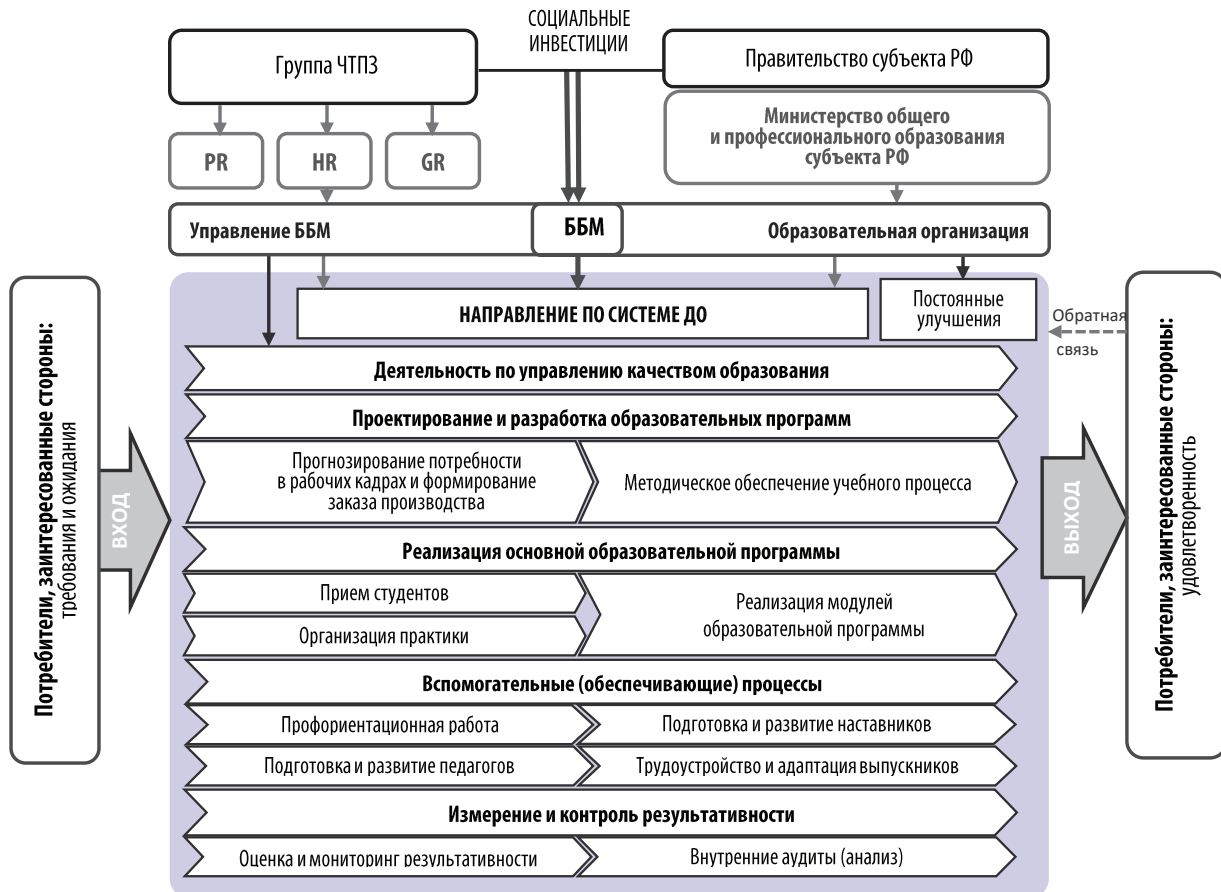 СОЦИАЛЬНЫЕ
ИНВЕСТИЦИИ
Группа ЧТПЗ
Правительство субъекта РФ
Министерство общего
и профессионального образования
субъекта РФ
PR
HR
GR
Управление ББМ
ББМ
Образовательная организация
НАПРАВЛЕНИЕ ПО СИСТЕМЕ ДО
Постоянные
улучшения
Обратная
связь
Потребители, заинтересованные стороны:
требования и ожидания
ВХОД
Деятельность по управлению качеством образования
Проектирование и разработка образовательных программ
Прогнозирование потребности
в рабочих кадрах и формирование
заказа производства
Методическое обеспечение учебного процесса
Реализация основной образовательной программы
Прием студентов
Организация практики
Реализация модулей
образовательной программы
Вспомогательные (обеспечивающие) процессы
Профориентационная работа
Подготовка и развитие наставников
Подготовка и развитие педагогов
Трудоустройство и адаптация выпускников
Измерение и контроль результативности
Оценка и мониторинг результативности
Внутренние аудиты (анализ)
ВЫХОД
Потребители, заинтересованные стороны:
удовлетворенность